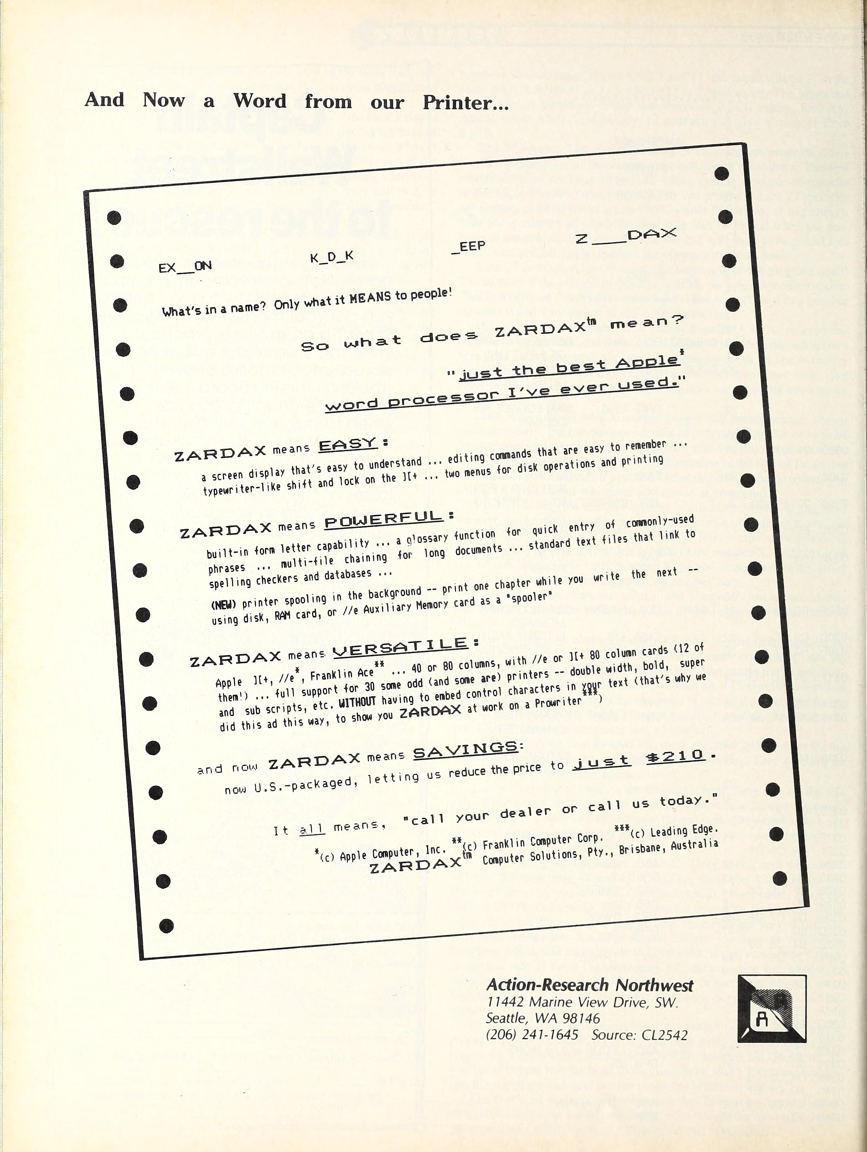 And Now a Word from our Printer...
EX__ON K_D_K _EEP Z___DAX
What's in a name? Only what it MEANS to people!
So what does ZARDAX™ mean?
"just the best Apple*
word processor I've ever used."
ZARDAX means EASY:
a screen display that's easy to understand ... editing commands that are easy to remember ...
typewriter-like shift and lock on the ][+ ... two menus for disk operations and printing
ZARDAX means POWERFUL:
built-in form letter capability ... a glossary function for quick entry of commonly-used
phrases ... multi-file chaining for long documents ... standard text files that link to
spelling checkers and databases ...
(NEW) printer spooling in the background -- print one chapter while you write the next --
using disk, RAM card, or //e Auxiliary Memory card as a "spooler"
ZARDAX means VERSATILE:
Apple ][+, //e*, Franklin Ace** ... 40 or 80 columns, with //e or ][+ 80 column cards (12 of
them!) ... full support for 30 some odd (and some are) printers -- double width, bold, super
and sub scripts, etc. WITHOUT having to embed control characters in your text (that's why we
did this ad this way, to show you ZARDAX at work on a Prowriter***)
and now ZARDAX means SAVINGS:
now U.S.-packaged, letting us reduce the price to just $210.
It all means, "call your dealer or call us today."
*(c) Apple Computer, Inc. **(c) Franklin Computer Corp. ***(c) Leading Edge.
ZARDAX™ Computer Solutions, Pty., Brisbane, Australia
Action-Research Northwest
11442 Marine View Drive, SW.
Seattle, WA 98146
(206) 241-1645 Source: CL2542